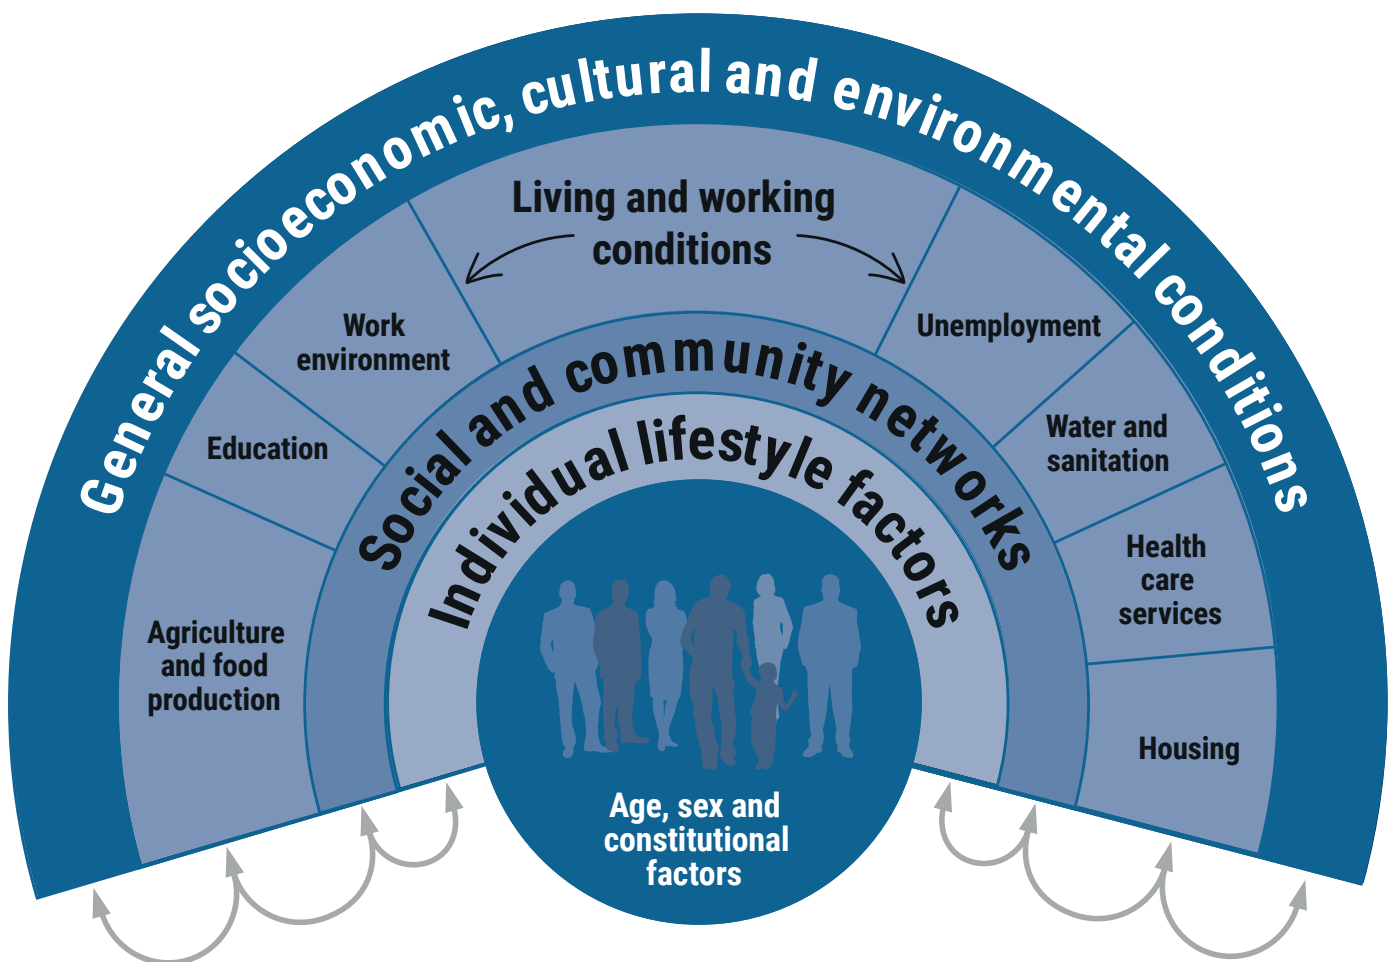 General socioeconomic, cultural and environmental conditions
Living and working
conditions
Work
environment
Unemployment
Education
Water and
sanitation
Social and community networks
Individual lifestyle factors
Health
care
services
Agriculture
and food
production
Housing
Age, sex and
constitutional
factors